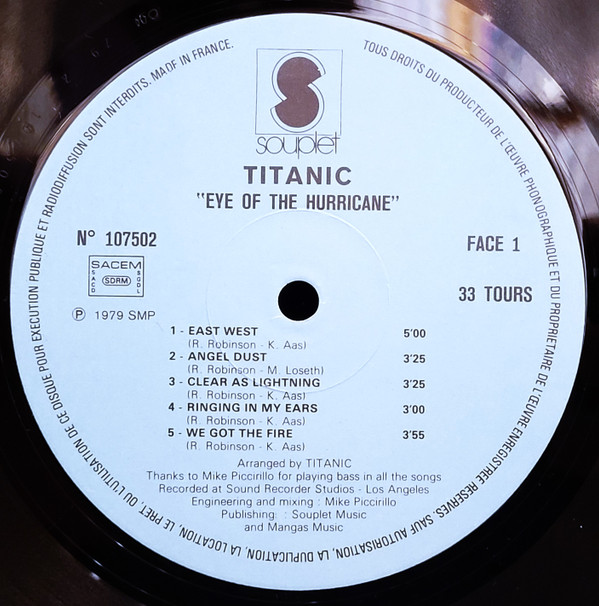 TOUS DROITS DU PRODUCTEUR DE L'ŒUVRE PHONOGRAPHIQUE ET DU PROPRIETAIRE DE L'ŒUVRE ENREGISTREE RESERVES. SAUF AUTORISATION, LA DUPLICATION, LA LOCATION, LE PRET, OU L'UTILISATION DE CE DISQUE POUR EXECUTION PUBLIQUE ET RADIODIFFUSION SONT INTERDITS. MADE IN FRANCE.
S
souplet
TITANIC
"EYE OF THE HURRICANE"
N° 107502
FACE 1
SACEM
SACD
SDRM
SGDL
33 TOURS
℗ 1979 SMP
1 - EAST WEST 5'00
(R. Robinson - K. Aas)
2 - ANGEL DUST 3'25
(R. Robinson - M. Loseth)
3 - CLEAR AS LIGHTNING 3'25
(R. Robinson - K. Aas)
4 - RINGING IN MY EARS 3'00
(R. Robinson - K. Aas)
5 - WE GOT THE FIRE 3'55
(R. Robinson - K. Aas)
Arranged by TITANIC
Thanks to Mike Piccirillo for playing bass in all the songs
Recorded at Sound Recorder Studios - Los Angeles
Engineering and mixing : Mike Piccirillo
Publishing : : Souplet Music
and Mangas Music